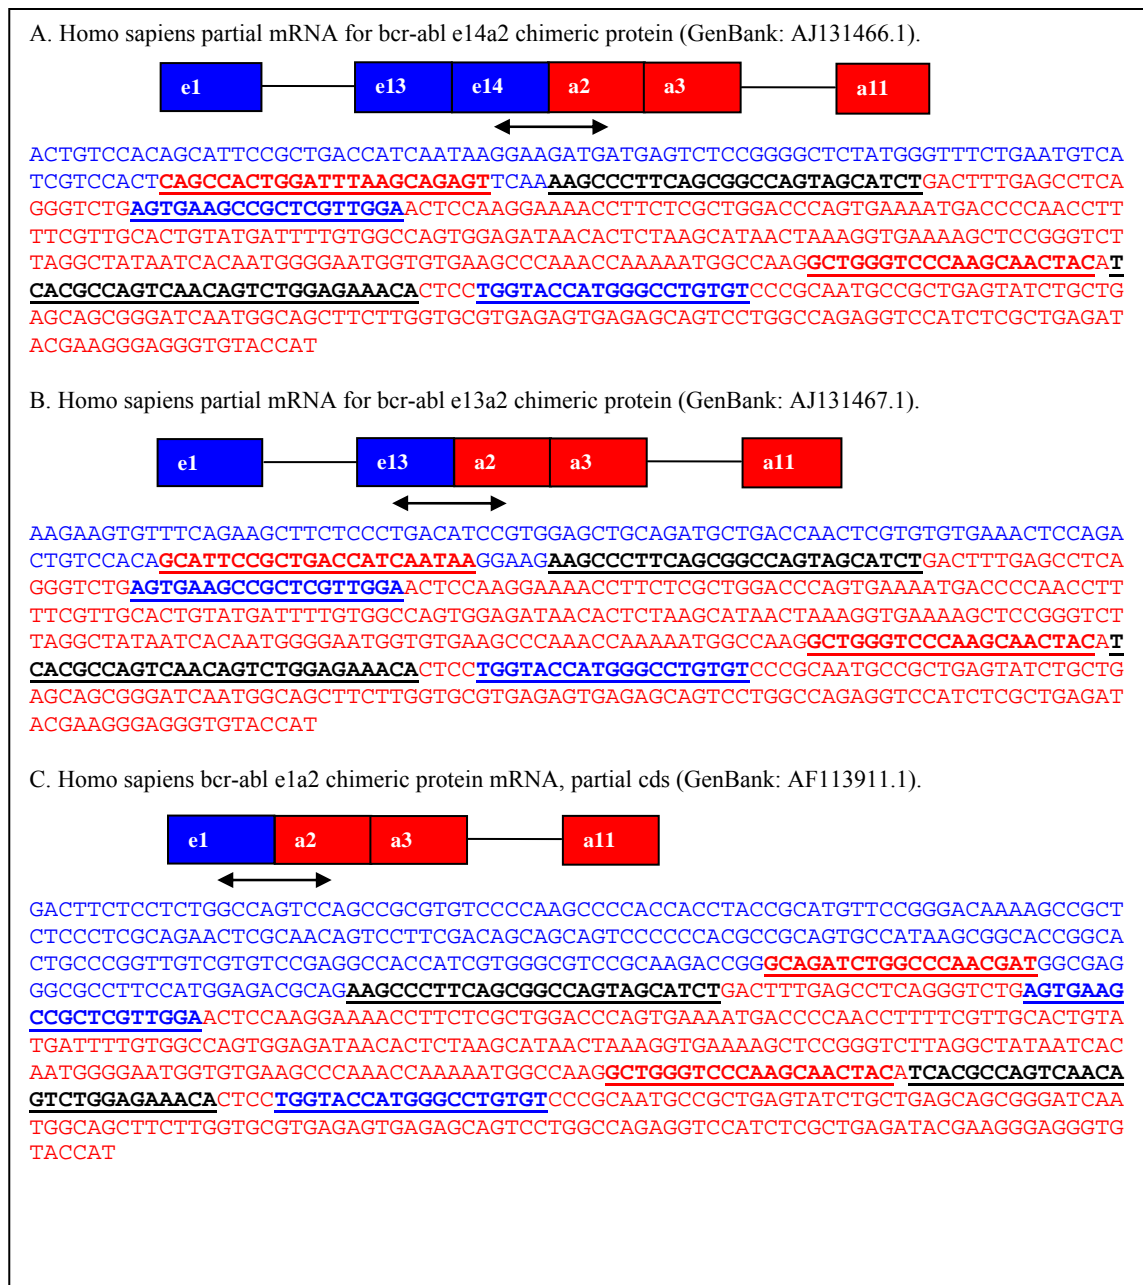 A. Homo sapiens partial mRNA for bcr-abl e14a2 chimeric protein (GenBank: AJ131466.1).
e1 e13 e14 a2 a3 a11
ACTGTCCACAGCATTCCGCTGACCATCAATAAGGAAGATGATGAGTCTCCGGGGCTCTATGGGTTTCTGAATGTCA
TCGTCCACTCAGCCACTGGATTTAAGCAGAGTTCAAAAGCCCTTCAGCGGCCAGTAGCATCTGACTTTGAGCCTCA
GGGTCTGAGTGAAGCCGCTCGTTGGAACTCCAAGGAAAACCTTCTCGCTGGACCCAGTGAAAATGACCCCAACCTT
TTCGTTGCACTGTATGATTTTGTGGCCAGTGGAGATAACACTCTAAGCATAACTAAAGGTGAAAAGCTCCGGGTCT
TAGGCTATAATCACAATGGGGAATGGTGTGAAGCCCAAACCAAAAATGGCCAAGGCTGGGTCCCAAGCAACTACAT
CACGCCAGTCAACAGTCTGGAGAAACACTCCTGGTACCATGGGCCTGTGTCCCGCAATGCCGCTGAGTATCTGCTG
AGCAGCGGGATCAATGGCAGCTTCTTGGTGCGTGAGAGTGAGAGCAGTCCTGGCCAGAGGTCCATCTCGCTGAGAT
ACGAAGGGAGGGTGTACCAT
B. Homo sapiens partial mRNA for bcr-abl e13a2 chimeric protein (GenBank: AJ131467.1).
e1 e13 a2 a3 a11
AAGAAGTGTTTCAGAAGCTTCTCCCTGACATCCGTGGAGCTGCAGATGCTGACCAACTCGTGTGTGAAACTCCAGA
CTGTCCACAGCATTCCGCTGACCATCAATAAGGAAGAAGCCCTTCAGCGGCCAGTAGCATCTGACTTTGAGCCTCA
GGGTCTGAGTGAAGCCGCTCGTTGGAACTCCAAGGAAAACCTTCTCGCTGGACCCAGTGAAAATGACCCCAACCTT
TTCGTTGCACTGTATGATTTTGTGGCCAGTGGAGATAACACTCTAAGCATAACTAAAGGTGAAAAGCTCCGGGTCT
TAGGCTATAATCACAATGGGGAATGGTGTGAAGCCCAAACCAAAAATGGCCAAGGCTGGGTCCCAAGCAACTACAT
CACGCCAGTCAACAGTCTGGAGAAACACTCCTGGTACCATGGGCCTGTGTCCCGCAATGCCGCTGAGTATCTGCTG
AGCAGCGGGATCAATGGCAGCTTCTTGGTGCGTGAGAGTGAGAGCAGTCCTGGCCAGAGGTCCATCTCGCTGAGAT
ACGAAGGGAGGGTGTACCAT
C. Homo sapiens bcr-abl e1a2 chimeric protein mRNA, partial cds (GenBank: AF113911.1).
e1 a2 a3 a11
GACTTCTCCTCTGGCCAGTCCAGCCGCGTGTCCCCAAGCCCCACCACCTACCGCATGTTCCGGGACAAAAGCCGCT
CTCCCTCGCAGAACTCGCAACAGTCCTTCGACAGCAGCAGTCCCCCCACGCCGCAGTGCCATAAGCGGCACCGGCA
CTGCCCGGTTGTCGTGTCCGAGGCCACCATCGTGGGCGTCCGCAAGACCGGGCAGATCTGGCCCAACGATGGCGAG
GGCGCCTTCCATGGAGACGCAGAAGCCCTTCAGCGGCCAGTAGCATCTGACTTTGAGCCTCAGGGTCTGAGTGAAG
CCGCTCGTTGGAACTCCAAGGAAAACCTTCTCGCTGGACCCAGTGAAAATGACCCCAACCTTTTCGTTGCACTGTA
TGATTTTGTGGCCAGTGGAGATAACACTCTAAGCATAACTAAAGGTGAAAAGCTCCGGGTCTTAGGCTATAATCAC
AATGGGGAATGGTGTGAAGCCCAAACCAAAAATGGCCAAGGCTGGGTCCCAAGCAACTACATCACGCCAGTCAACA
GTCTGGAGAAACACTCCTGGTACCATGGGCCTGTGTCCCGCAATGCCGCTGAGTATCTGCTGAGCAGCGGGATCAA
TGGCAGCTTCTTGGTGCGTGAGAGTGAGAGCAGTCCTGGCCAGAGGTCCATCTCGCTGAGATACGAAGGGAGGGTG
TACCAT